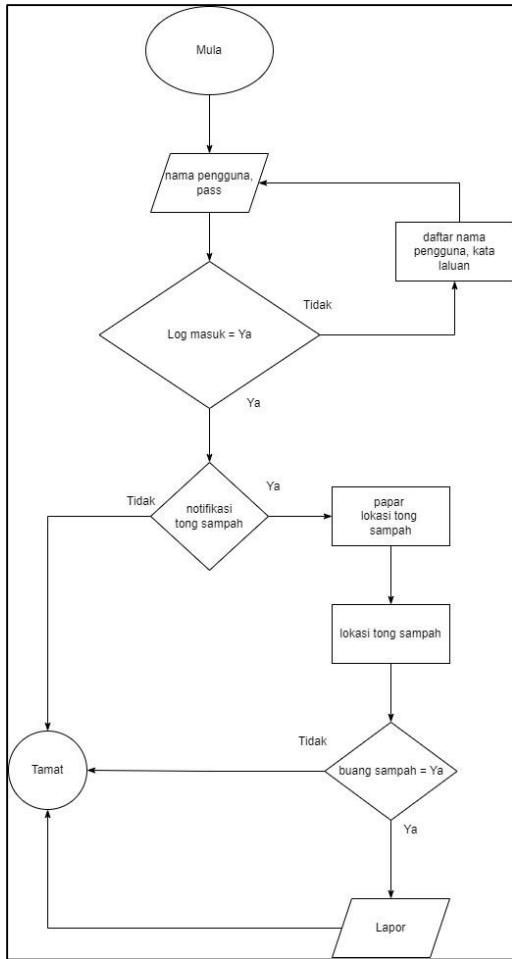 Mula
nama pengguna,
pass
daftar nama
pengguna, kata
laluan
Tidak
Log masuk = Ya
Ya
Tidak
notifikasi
tong sampah
Ya
papar
lokasi tong
sampah
lokasi tong sampah
Tidak
Tamat
buang sampah = Ya
Ya
Lapor